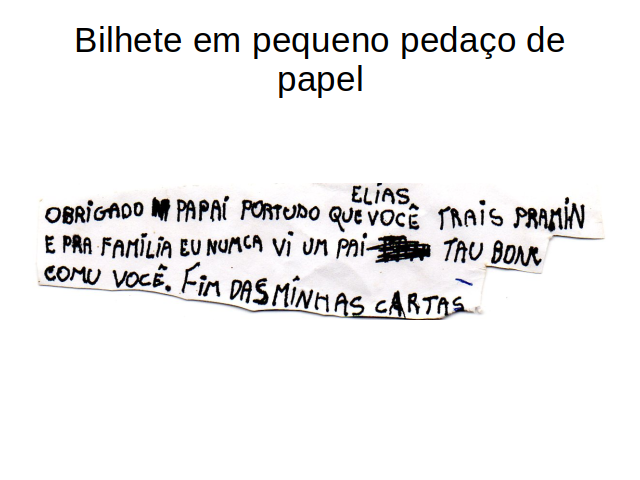 Bilhete em pequeno pedaço de
papel
ELIAS
OBRIGADO PAPAI PORTUDO QUE VOCÊ TRAIS PRAMIN
E PRA FAMÍLIA EU NUMCA VI UM PAI TAU BOM
COMU VOCÊ. FIM DAS MINHAS CARTAS